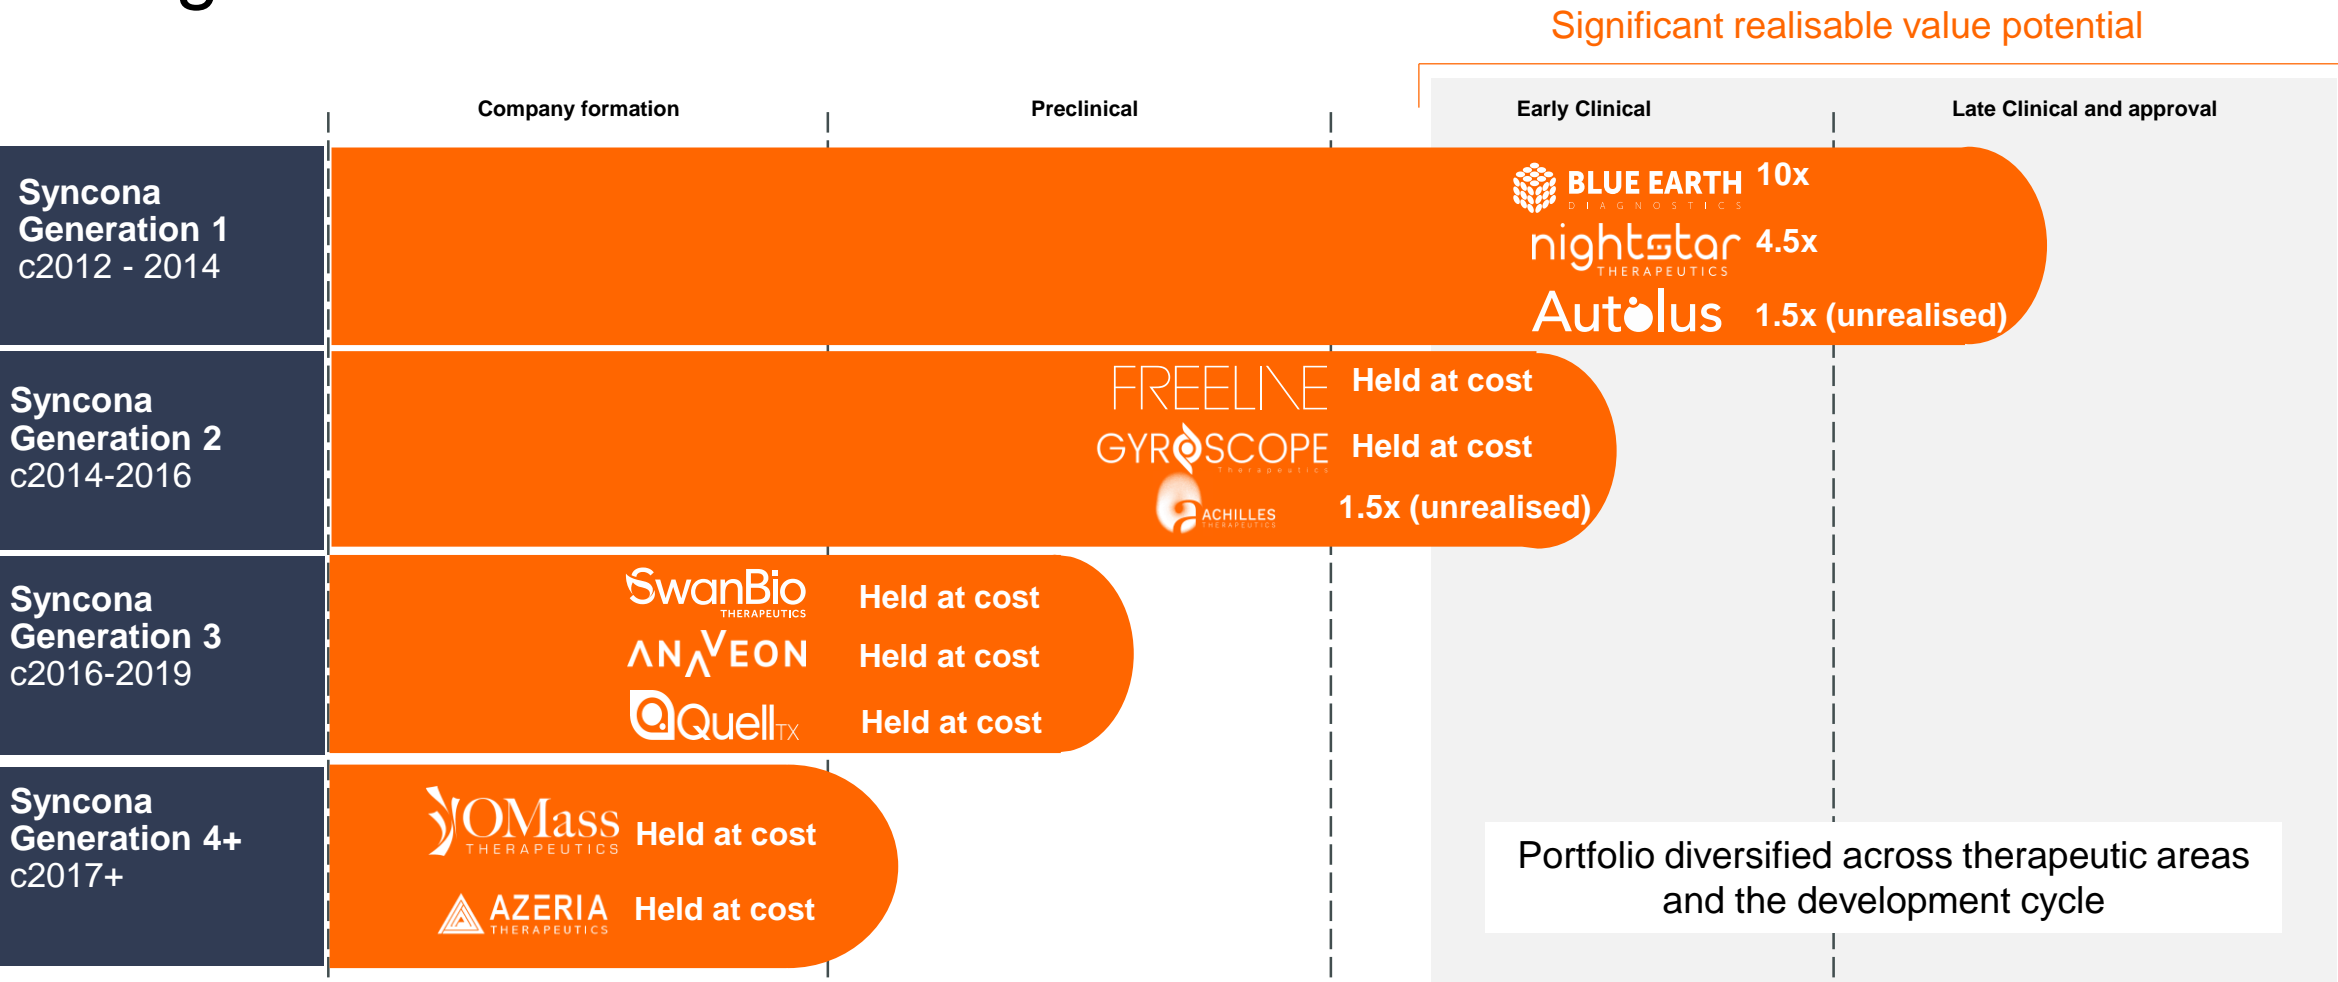 Significant realisable value potential
Company formation
Preclinical
Early Clinical
Late Clinical and approval
Syncona
Generation 1
c2012 - 2014
BLUE EARTH
DIAGNOSTICS
10x
nightstar
THERAPEUTICS
4.5x
Autolus
1.5x (unrealised)
Syncona
Generation 2
c2014-2016
FREELINE
Held at cost
GYROSCOPE
Therapeutics
Held at cost
ACHILLES
THERAPEUTICS
1.5x (unrealised)
Syncona
Generation 3
c2016-2019
SwanBio
THERAPEUTICS
Held at cost
ANAVEON
Held at cost
QuellTX
Held at cost
Syncona
Generation 4+
c2017+
OMass
THERAPEUTICS
Held at cost
AZERIA
THERAPEUTICS
Held at cost
Portfolio diversified across therapeutic areas
and the development cycle